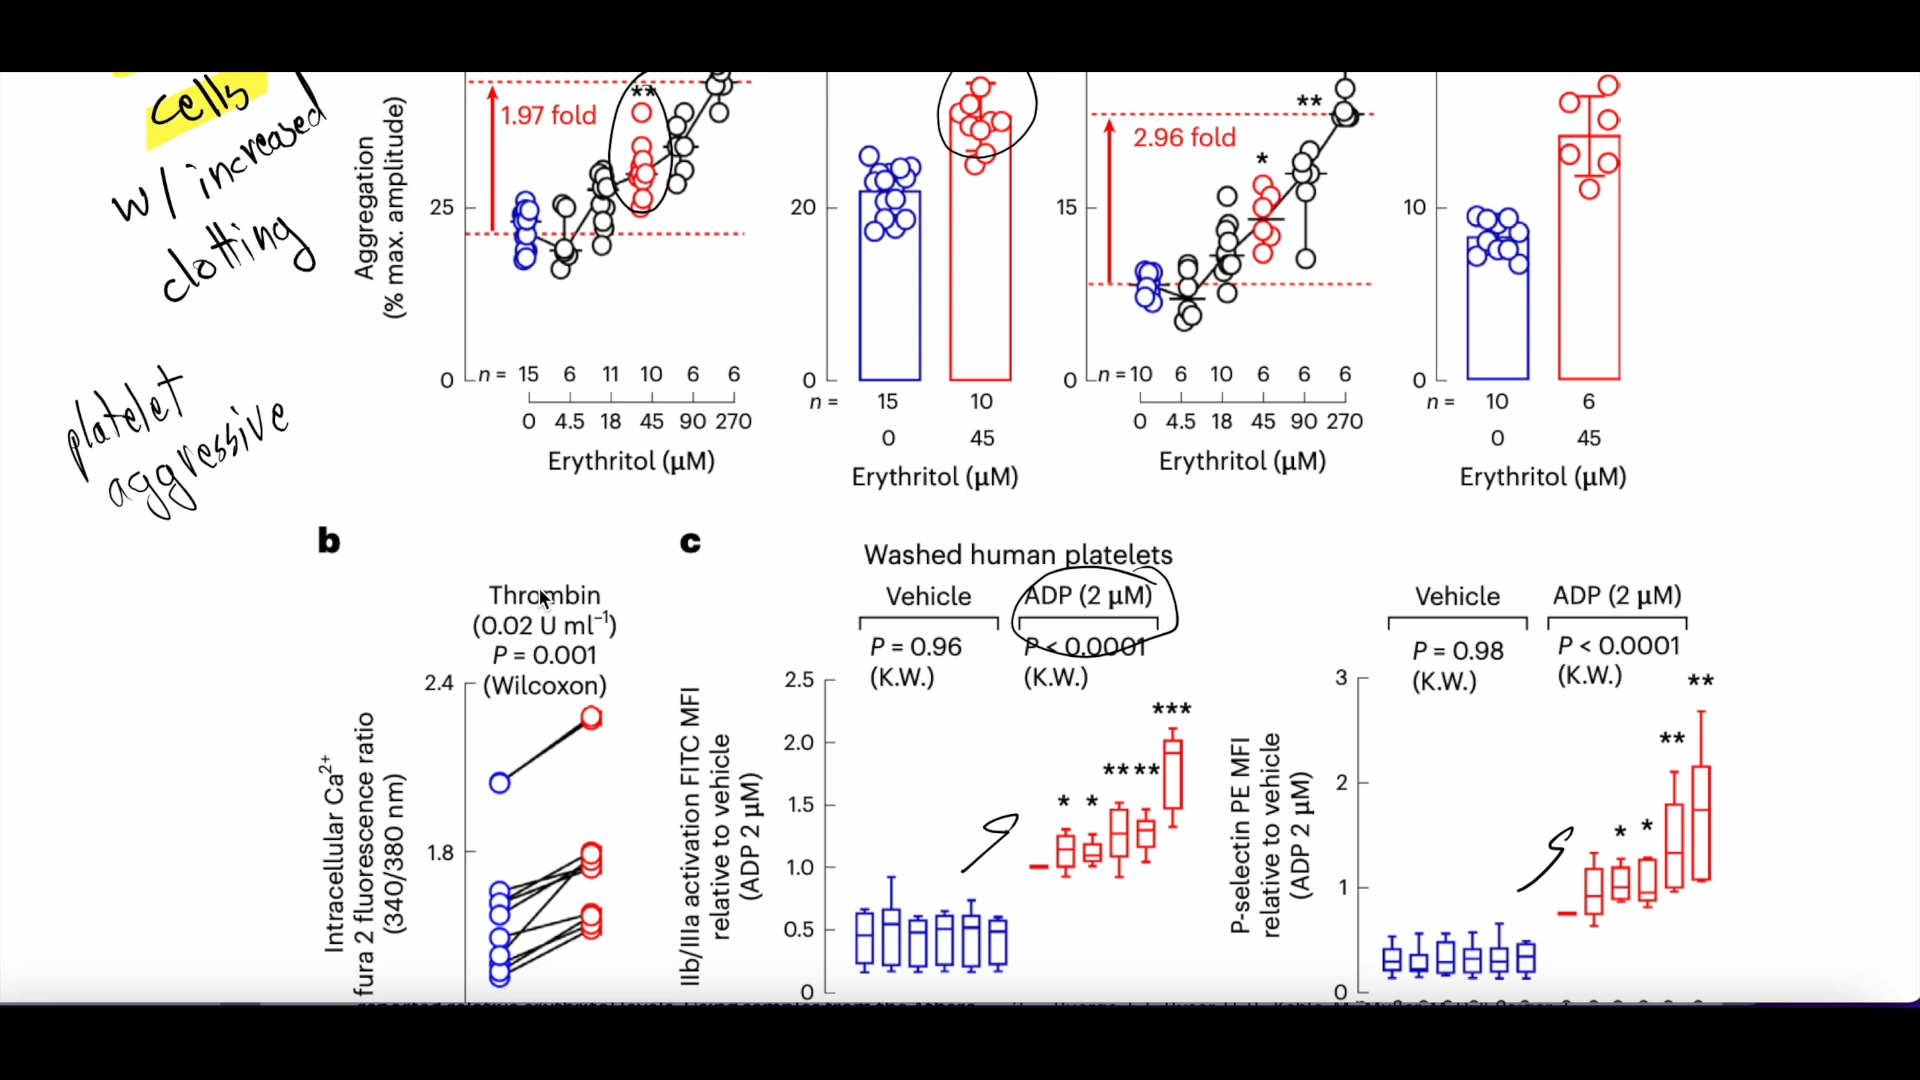 cells
w/ increased
clotting
platelet
aggressive
Aggregation
(% max. amplitude)
25
0
1.97 fold
**
n = 15 6 11 10 6 6
0 4.5 18 45 90 270
Erythritol (µM)
20
0
n = 15 10
0 45
Erythritol (µM)
15
0
2.96 fold
*
**
n = 10 6 10 6 6 6
0 4.5 18 45 90 270
Erythritol (µM)
10
0
n = 10 6
0 45
Erythritol (µM)
b
Thrombin
(0.02 U ml⁻¹)
P = 0.001
(Wilcoxon)
2.4
1.8
Intracellular Ca²⁺
fura 2 fluorescence ratio
(340/380 nm)
c
Washed human platelets
Vehicle ADP (2 µM)
P = 0.96 P < 0.0001
(K.W.) (K.W.)
IIb/IIIa activation FITC MFI
relative to vehicle
(ADP 2 µM)
2.5
2.0
1.5
1.0
0.5
0
* * ** ** ***
Vehicle ADP (2 µM)
P = 0.98 P < 0.0001
(K.W.) (K.W.)
P-selectin PE MFI
relative to vehicle
(ADP 2 µM)
3
2
1
0
* * ** **